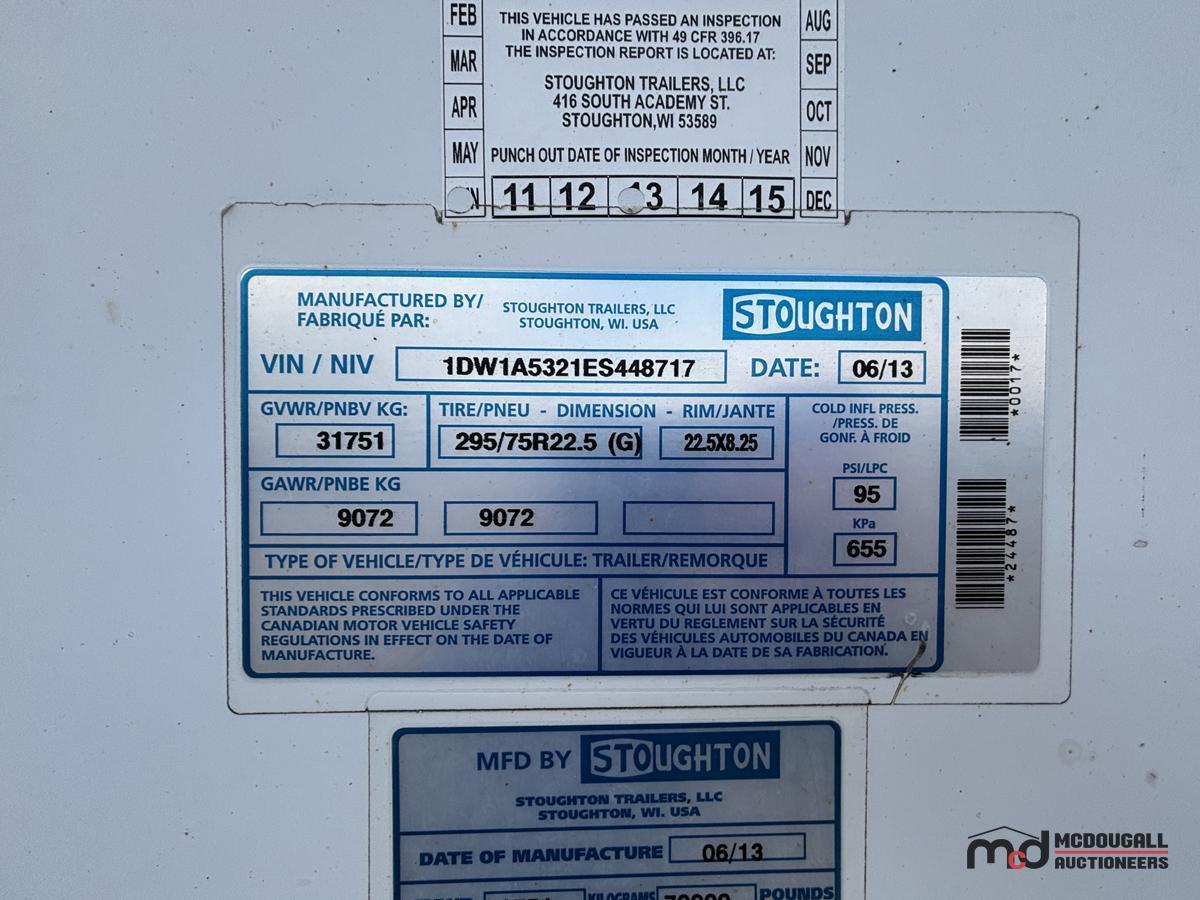 FEB
MAR
APR
MAY
THIS VEHICLE HAS PASSED AN INSPECTION
IN ACCORDANCE WITH 49 CFR 396.17
THE INSPECTION REPORT IS LOCATED AT:
STOUGHTON TRAILERS, LLC
416 SOUTH ACADEMY ST.
STOUGHTON, WI 53589
PUNCH OUT DATE OF INSPECTION MONTH / YEAR
11 12 13 14 15
AUG
SEP
OCT
NOV
DEC
MANUFACTURED BY/
FABRIQUÉ PAR:
STOUGHTON TRAILERS, LLC
STOUGHTON, WI. USA
STOUGHTON
VIN / NIV 1DW1A5321ES448717 DATE: 06/13
GVWR/PNBV KG:
31751
TIRE/PNEU - DIMENSION - RIM/JANTE
295/75R22.5 (G) 22.5X8.25
COLD INFL PRESS.
/PRESS. DE
GONF. À FROID
PSI/LPC
95
KPa
655
GAWR/PNBE KG
9072 9072
TYPE OF VEHICLE/TYPE DE VÉHICULE: TRAILER/REMORQUE
THIS VEHICLE CONFORMS TO ALL APPLICABLE
STANDARDS PRESCRIBED UNDER THE
CANADIAN MOTOR VEHICLE SAFETY
REGULATIONS IN EFFECT ON THE DATE OF
MANUFACTURE.
CE VÉHICULE EST CONFORME À TOUTES LES
NORMES QUI LUI SONT APPLICABLES EN
VERTU DU REGLEMENT SUR LA SÉCURITÉ
DES VÉHICULES AUTOMOBILES DU CANADA EN
VIGUEUR À LA DATE DE SA FABRICATION.
*0017*
*24487*
MFD BY STOUGHTON
STOUGHTON TRAILERS, LLC
STOUGHTON, WI. USA
DATE OF MANUFACTURE 06/13
KILOGRAMS POUNDS
mcd MCDOUGALL
AUCTIONEERS